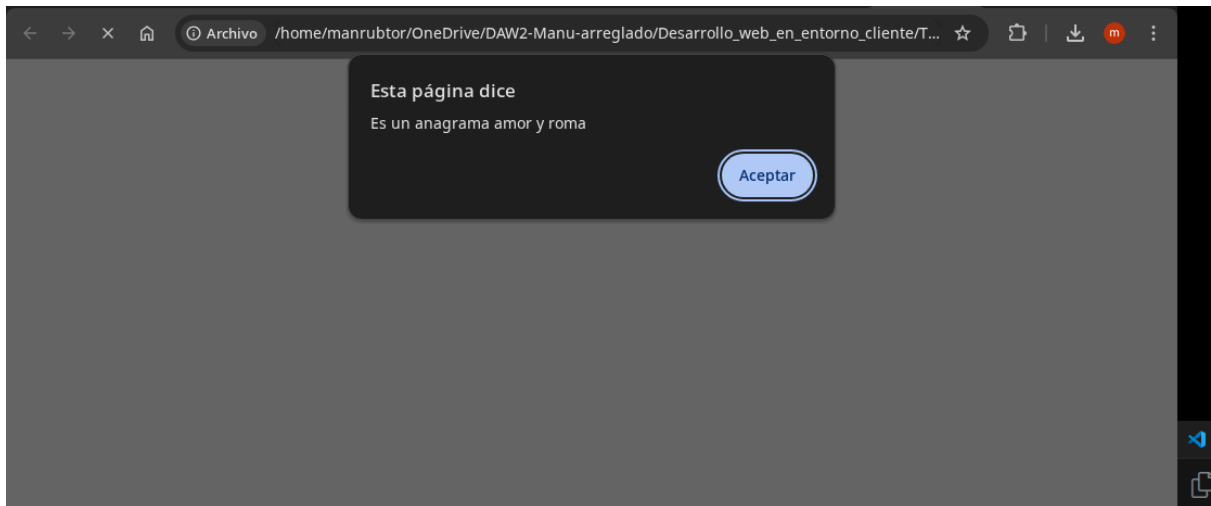 Archivo /home/manrubtor/OneDrive/DAW2-Manu-arreglado/Desarrollo_web_en_entorno_cliente/T...
m
Esta página dice
Es un anagrama amor y roma
Aceptar